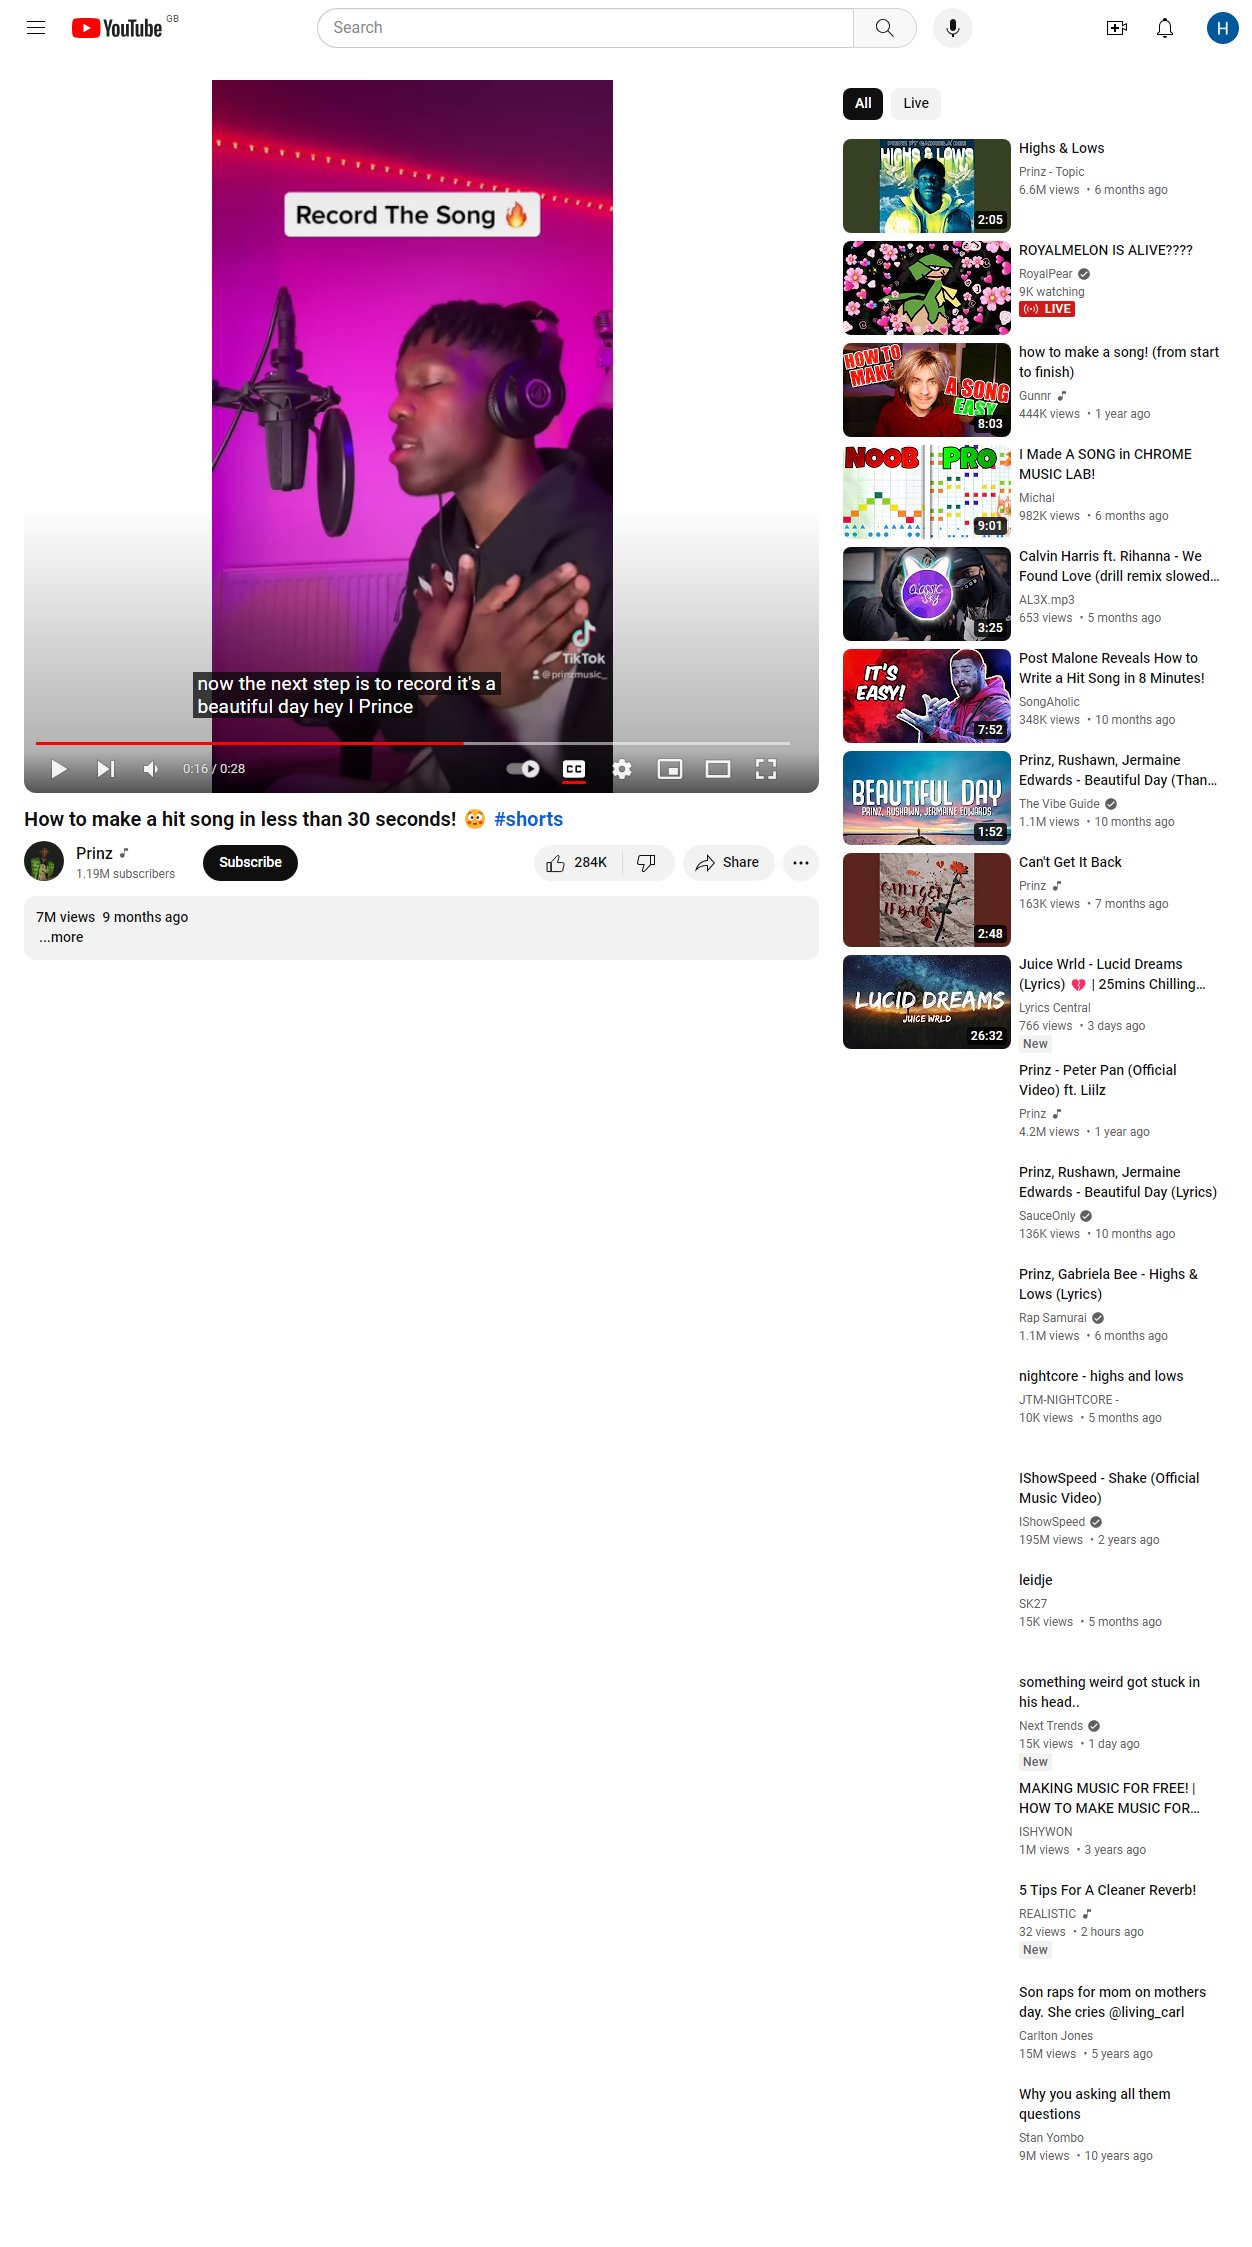 YouTube GB
Search
H
Record The Song 🔥
TikTok
@prinzmusic_
now the next step is to record it's a
beautiful day hey I Prince
0:16 / 0:28
CC
How to make a hit song in less than 30 seconds! 😳 #shorts
Prinz
1.19M subscribers
Subscribe
284K
Share
7M views 9 months ago
...more
All
Live
PRINZ FT GABRIELA BEE
HIGHS & LOWS
2:05
Highs & Lows
Prinz - Topic
6.6M views • 6 months ago
ROYALMELON IS ALIVE????
RoyalPear
9K watching
LIVE
HOW TO
MAKE
A SONG
EASY
8:03
how to make a song! (from start
to finish)
Gunnr
444K views • 1 year ago
NOOB
PRO
9:01
I Made A SONG in CHROME
MUSIC LAB!
Michal
982K views • 6 months ago
CLASSIC
3:25
Calvin Harris ft. Rihanna - We
Found Love (drill remix slowed...
AL3X.mp3
653 views • 5 months ago
IT'S
EASY!
7:52
Post Malone Reveals How to
Write a Hit Song in 8 Minutes!
SongAholic
348K views • 10 months ago
BEAUTIFUL DAY
PRINZ, RUSHAWN, JERMAINE EDWARDS
1:52
Prinz, Rushawn, Jermaine
Edwards - Beautiful Day (Than...
The Vibe Guide
1.1M views • 10 months ago
CAN'T GET
IT BACK
2:48
Can't Get It Back
Prinz
163K views • 7 months ago
LUCID DREAMS
JUICE WRLD
26:32
Juice Wrld - Lucid Dreams
(Lyrics) 💔 | 25mins Chilling...
Lyrics Central
766 views • 3 days ago
New
Prinz - Peter Pan (Official
Video) ft. Liilz
Prinz
4.2M views • 1 year ago
Prinz, Rushawn, Jermaine
Edwards - Beautiful Day (Lyrics)
SauceOnly
136K views • 10 months ago
Prinz, Gabriela Bee - Highs &
Lows (Lyrics)
Rap Samurai
1.1M views • 6 months ago
nightcore - highs and lows
JTM-NIGHTCORE -
10K views • 5 months ago
IShowSpeed - Shake (Official
Music Video)
IShowSpeed
195M views • 2 years ago
leidje
SK27
15K views • 5 months ago
something weird got stuck in
his head..
Next Trends
15K views • 1 day ago
New
MAKING MUSIC FOR FREE! |
HOW TO MAKE MUSIC FOR...
ISHYWON
1M views • 3 years ago
5 Tips For A Cleaner Reverb!
REALISTIC
32 views • 2 hours ago
New
Son raps for mom on mothers
day. She cries @living_carl
Carlton Jones
15M views • 5 years ago
Why you asking all them
questions
Stan Yombo
9M views • 10 years ago